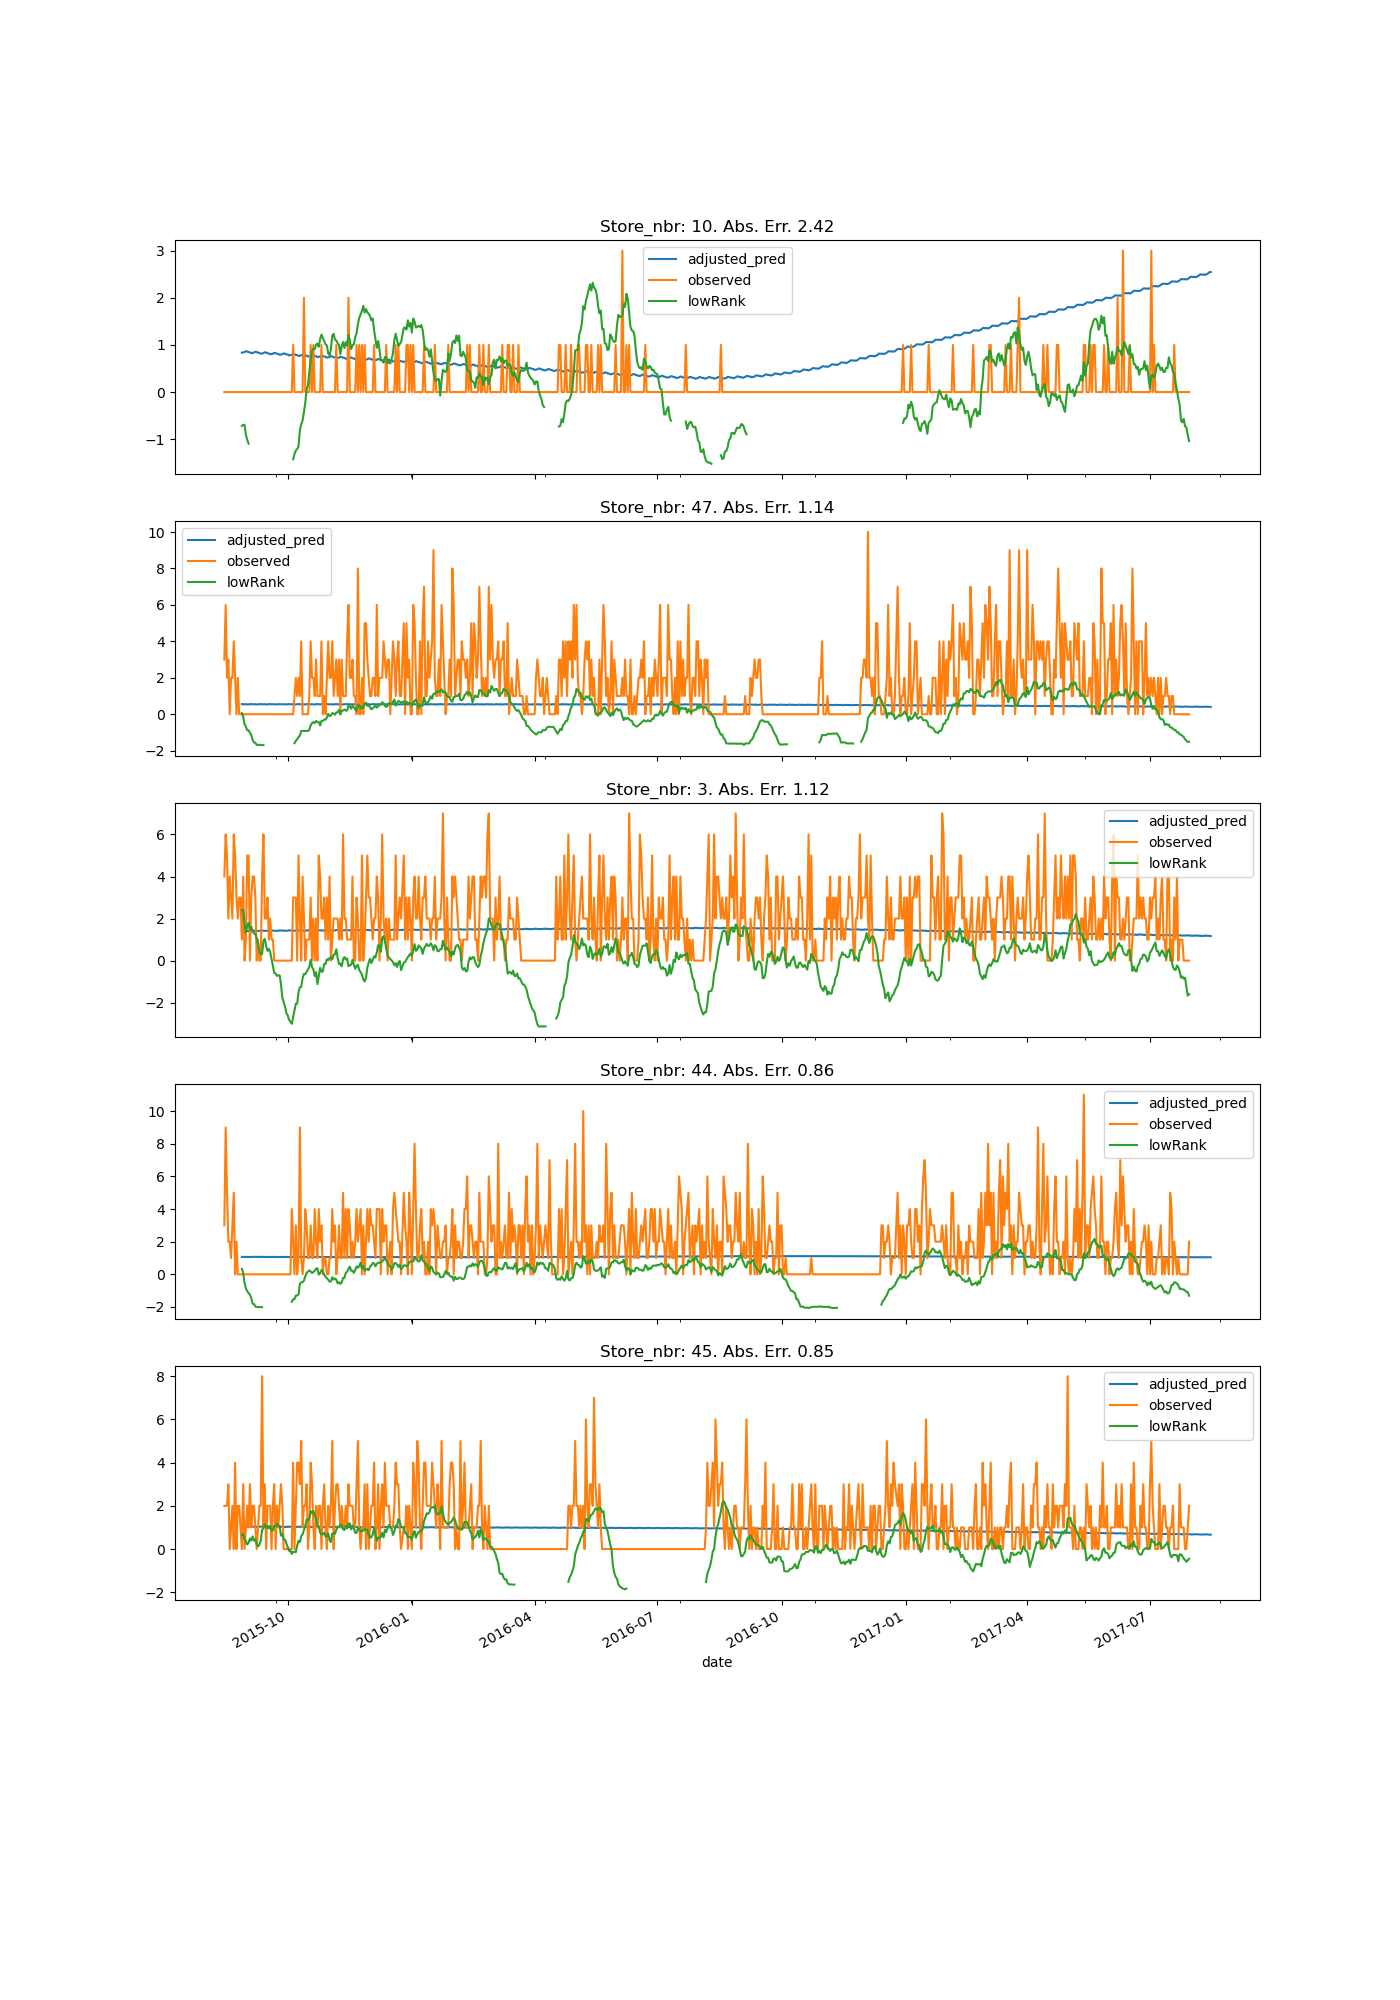 Store_nbr: 10. Abs. Err. 2.42
3
2
1
0
−1
adjusted_pred
observed
lowRank
Store_nbr: 47. Abs. Err. 1.14
10
8
6
4
2
0
−2
adjusted_pred
observed
lowRank
Store_nbr: 3. Abs. Err. 1.12
6
4
2
0
−2
adjusted_pred
observed
lowRank
Store_nbr: 44. Abs. Err. 0.86
10
8
6
4
2
0
−2
adjusted_pred
observed
lowRank
Store_nbr: 45. Abs. Err. 0.85
8
6
4
2
0
−2
adjusted_pred
observed
lowRank
2015-10 2016-01 2016-04 2016-07 2016-10 2017-01 2017-04 2017-07
date